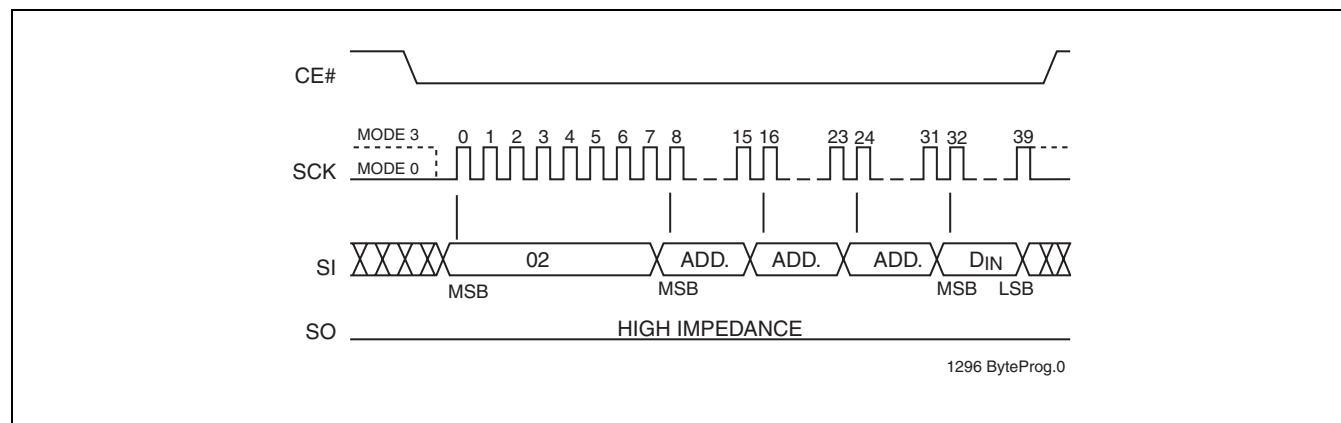 CE#
MODE 3
0 1 2 3 4 5 6 7 8 15 16 23 24 31 32 39
SCK MODE 0
SI 02 ADD. ADD. ADD. DIN
MSB MSB MSB LSB
SO HIGH IMPEDANCE
1296 ByteProg.0